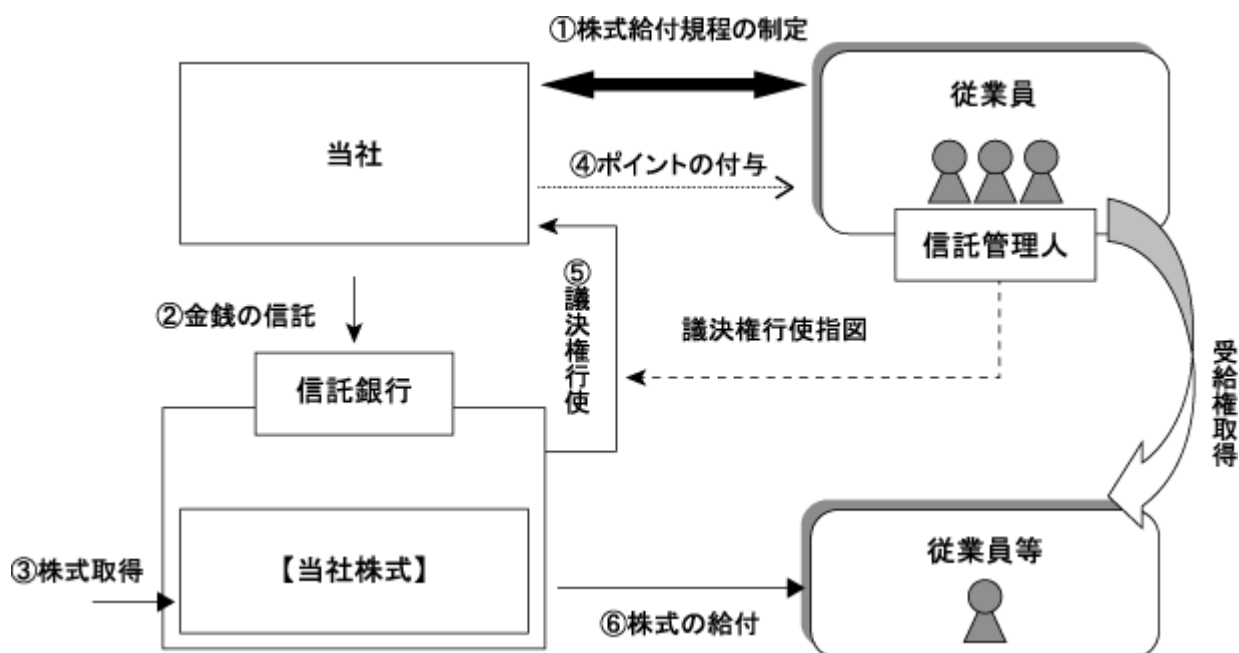 ①株式給付規程の制定
従業員
当社
④ポイントの付与
信託管理人
②金銭の信託
⑤議決権行使
議決権行使指図
受給権取得
信託銀行
従業員等
③株式取得
【当社株式】
⑥株式の給付